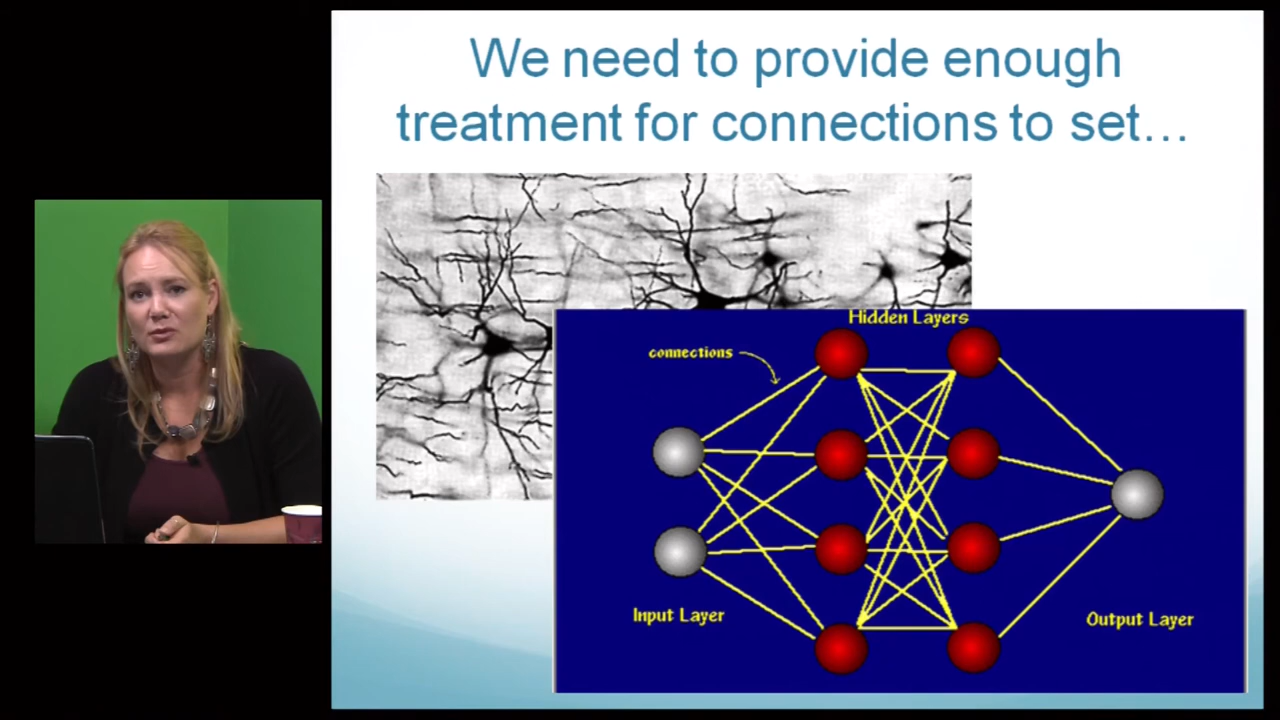 We need to provide enough
treatment for connections to set…
Hidden Layers
connections
Input Layer
Output Layer